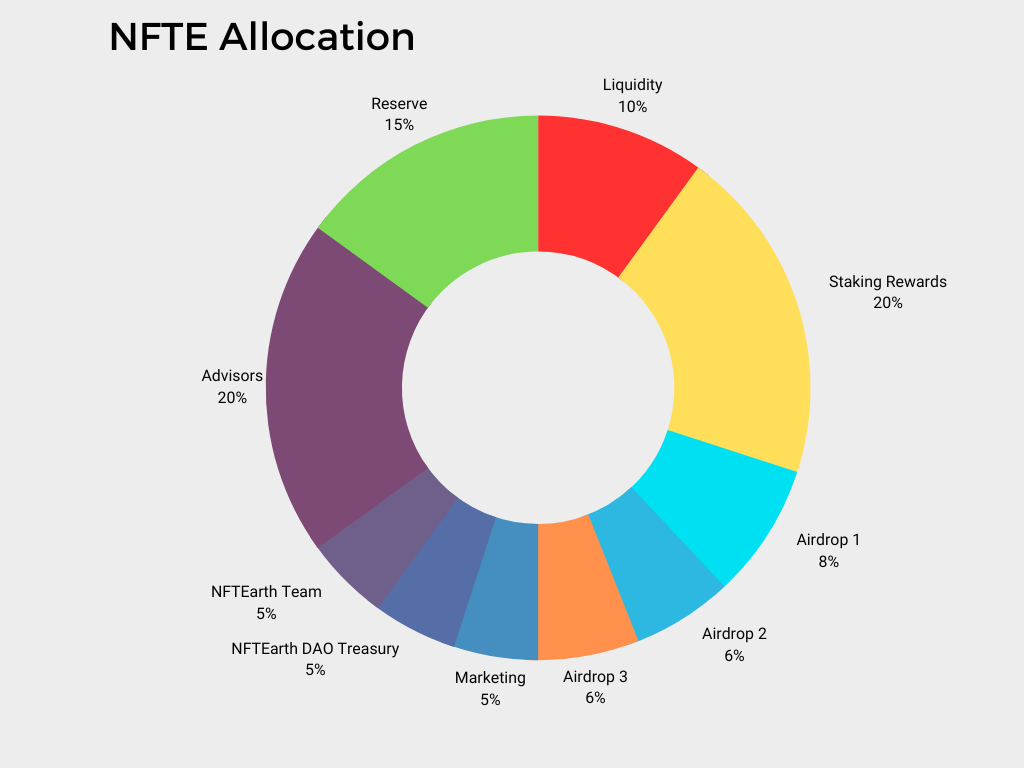 NFTE Allocation
Liquidity
10%
Staking Rewards
20%
Airdrop 1
8%
Airdrop 2
6%
Airdrop 3
6%
Marketing
5%
NFTEarth DAO Treasury
5%
NFTEarth Team
5%
Advisors
20%
Reserve
15%